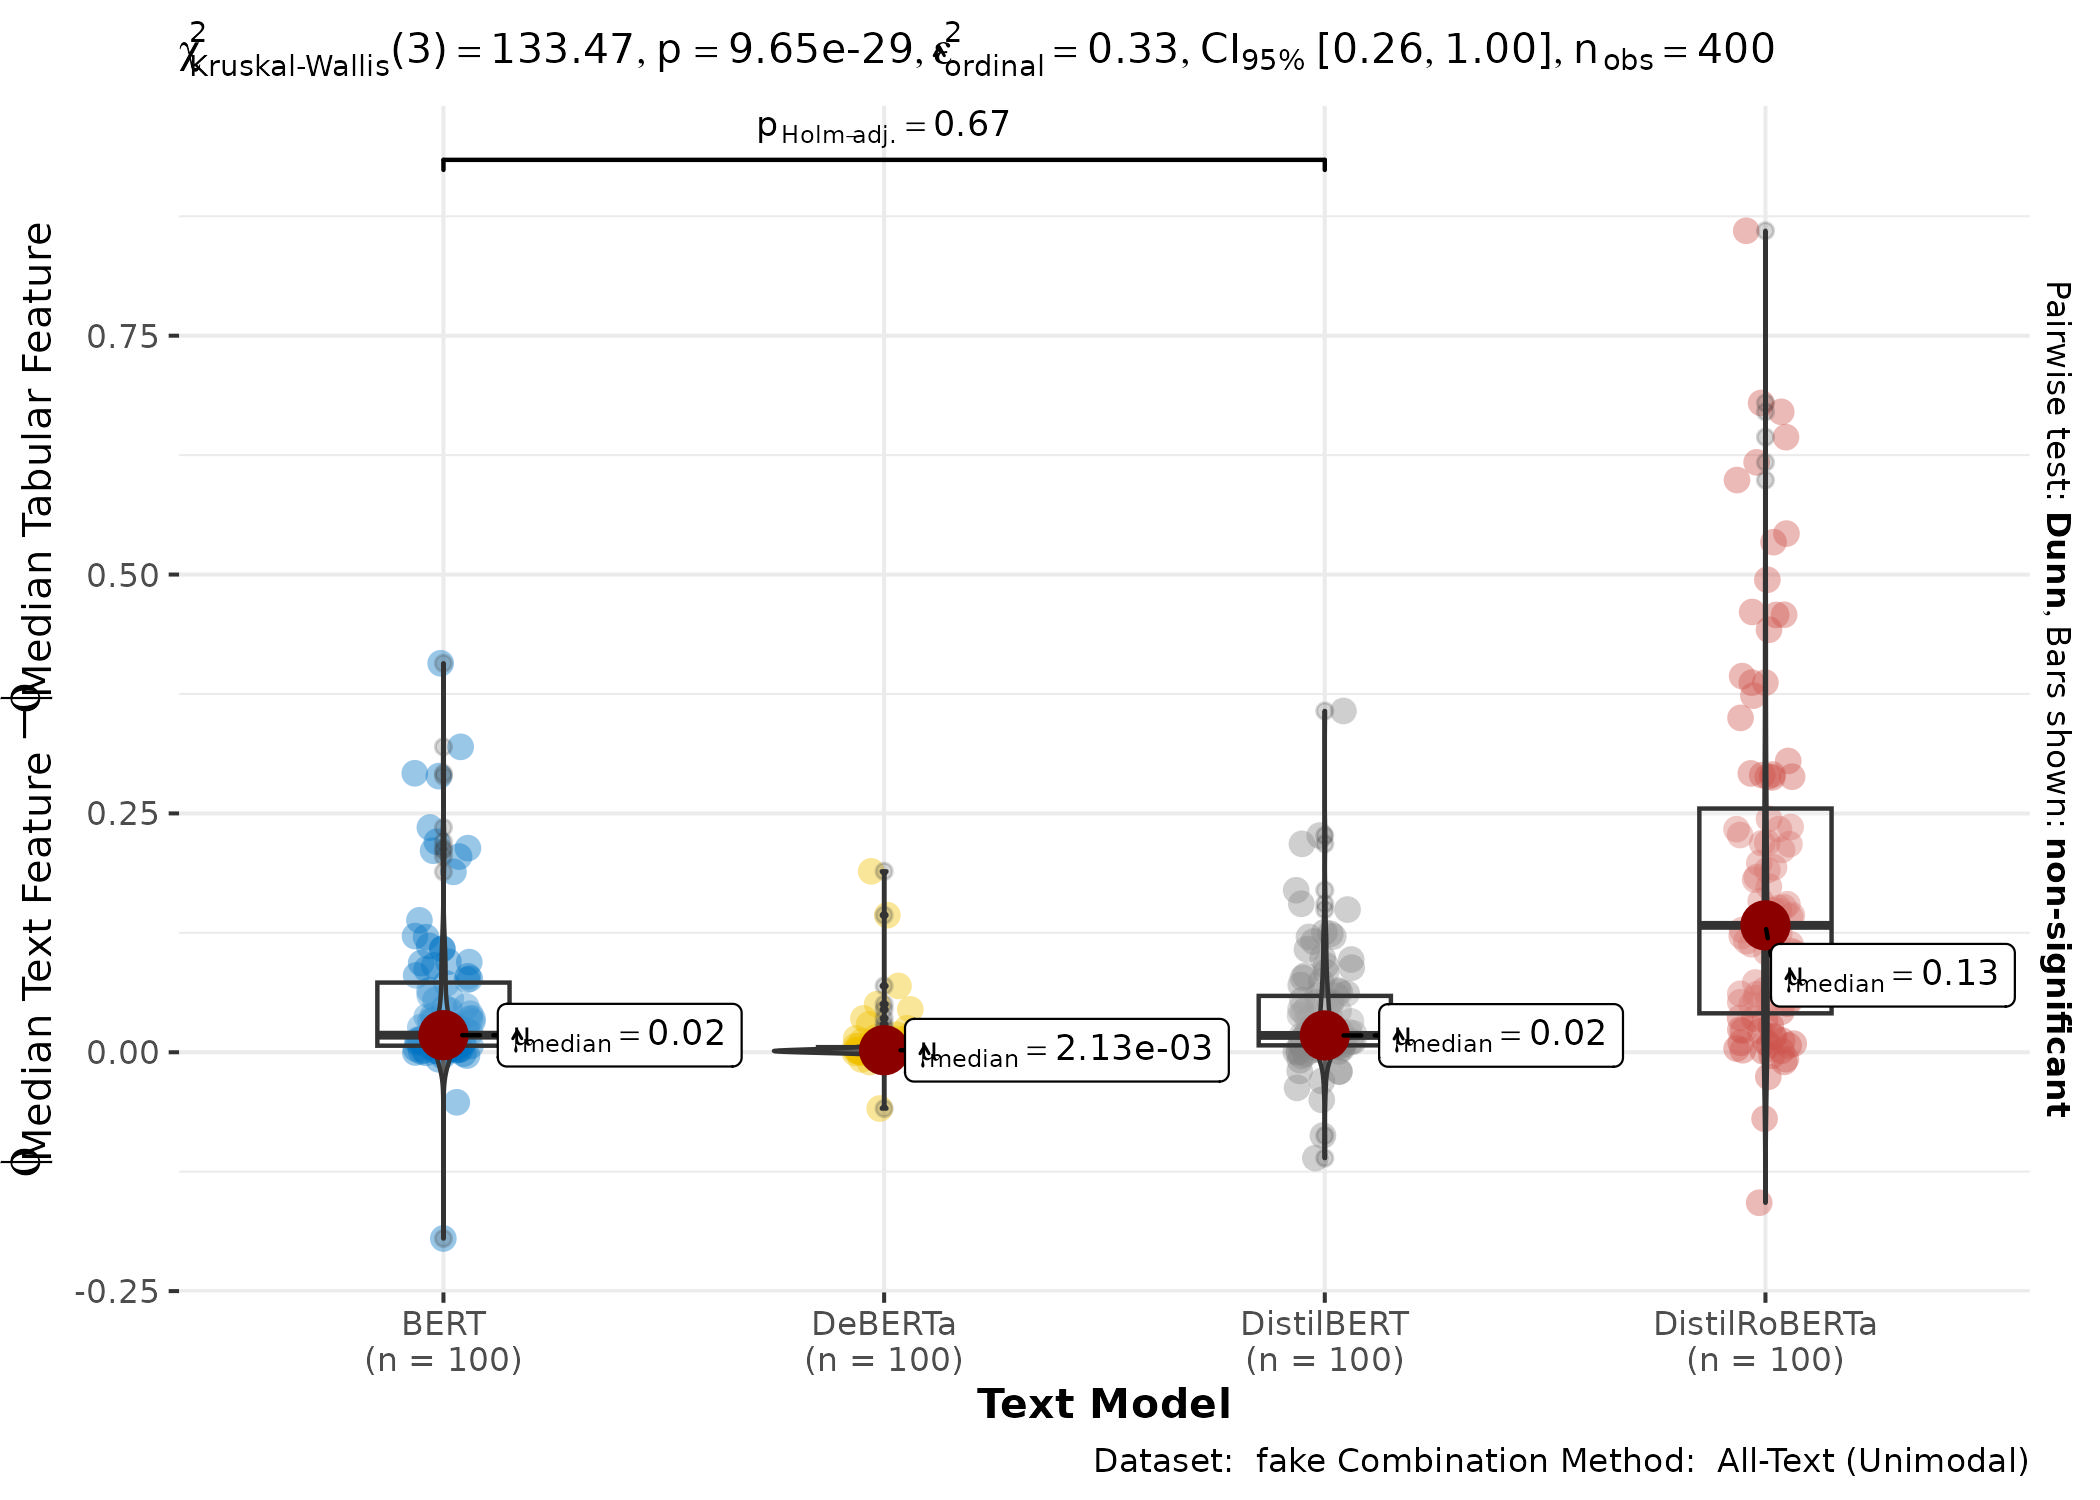 χ²Kruskal-Wallis(3) = 133.47, p = 9.65e-29, ε²ordinal = 0.33, CI95% [0.26, 1.00], nobs = 400
pHolm-adj. = 0.67
ϕMedian Text Feature − ϕMedian Tabular Feature
0.75
0.50
0.25
0.00
-0.25
μ̂median = 0.02
μ̂median = 2.13e-03
μ̂median = 0.02
μ̂median = 0.13
Pairwise test: Dunn, Bars shown: non-significant
BERT
(n = 100)
DeBERTa
(n = 100)
DistilBERT
(n = 100)
DistilRoBERTa
(n = 100)
Text Model
Dataset: fake Combination Method: All-Text (Unimodal)